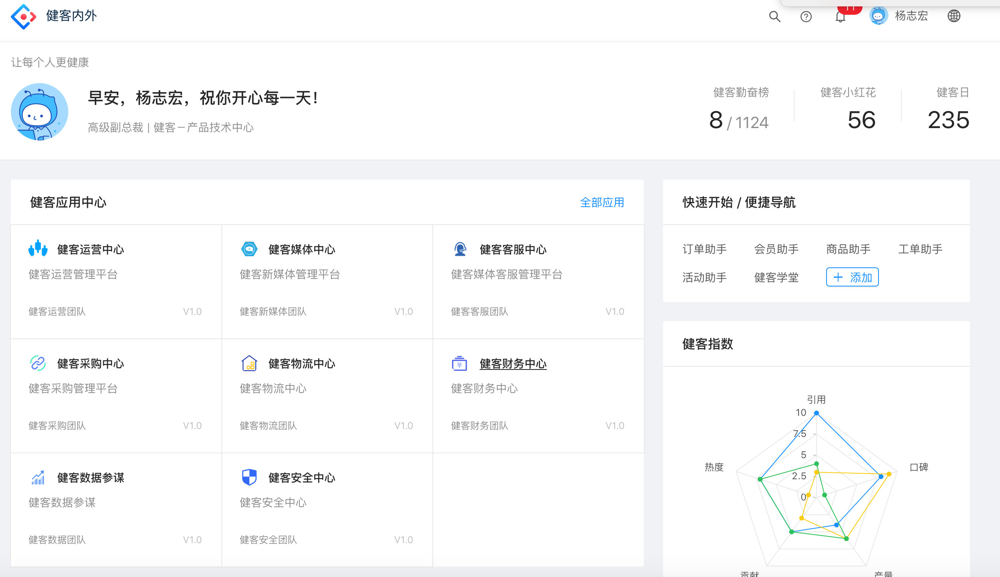 健客内外
杨志宏
让每个人更健康
早安，杨志宏，祝你开心每一天！
高级副总裁 | 健客－产品技术中心
健客勤奋榜
8 / 1124
健客小红花
56
健客日
235
健客应用中心
全部应用
健客运营中心
健客运营管理平台
健客运营团队
V1.0
健客媒体中心
健客新媒体管理平台
健客新媒体团队
V1.0
健客客服中心
健客媒体客服管理平台
健客客服团队
V1.0
健客采购中心
健客采购管理平台
健客采购团队
V1.0
健客物流中心
健客物流中心
健客物流团队
V1.0
健客财务中心
健客财务中心
健客财务团队
V1.0
健客数据参谋
健客数据参谋
健客数据团队
V1.0
健客安全中心
健客安全中心
健客安全团队
V1.0
快速开始 / 便捷导航
订单助手 会员助手 商品助手 工单助手
活动助手 健客学堂 + 添加
健客指数
引用
10
7.5
5
2.5
0
热度
口碑
贡献
产量